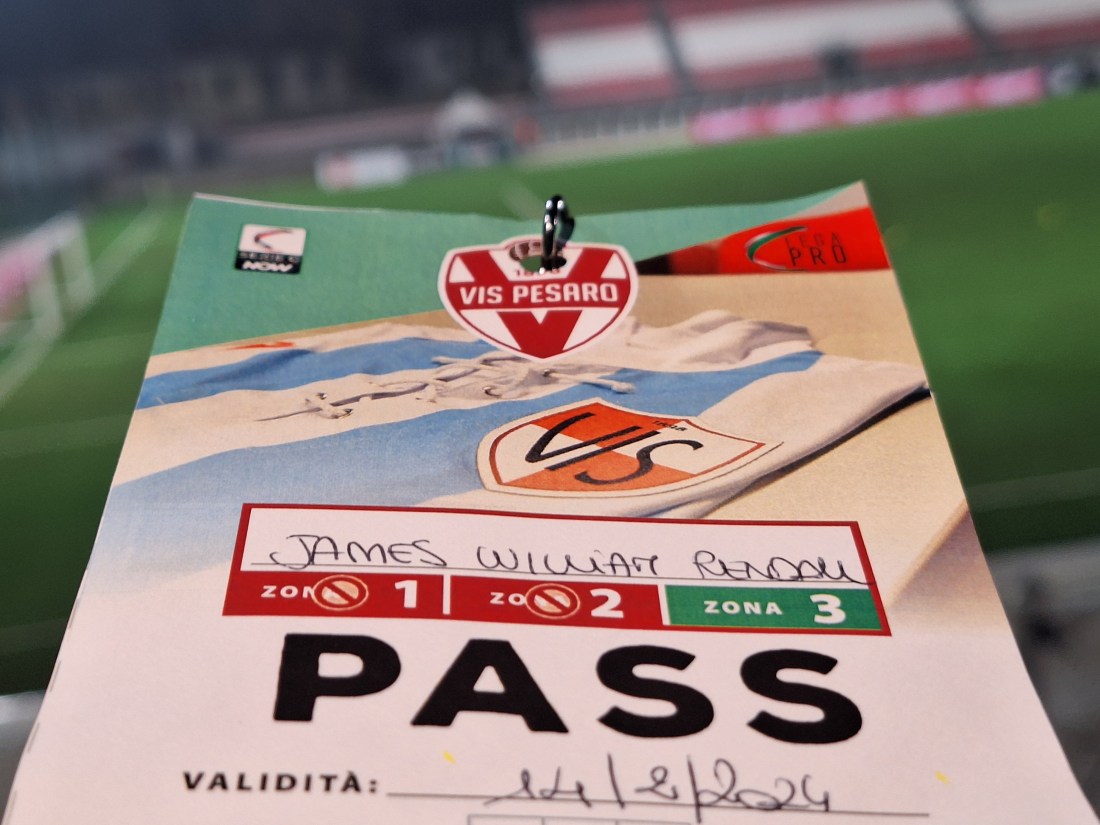 SERIE C
NOW
LEGA
PRO
VIS PESARO
VIS
JAMES WILLIAM RENDALL
ZONA 1 ZONA 2 ZONA 3
PASS
VALIDITÀ: 14/2/2024